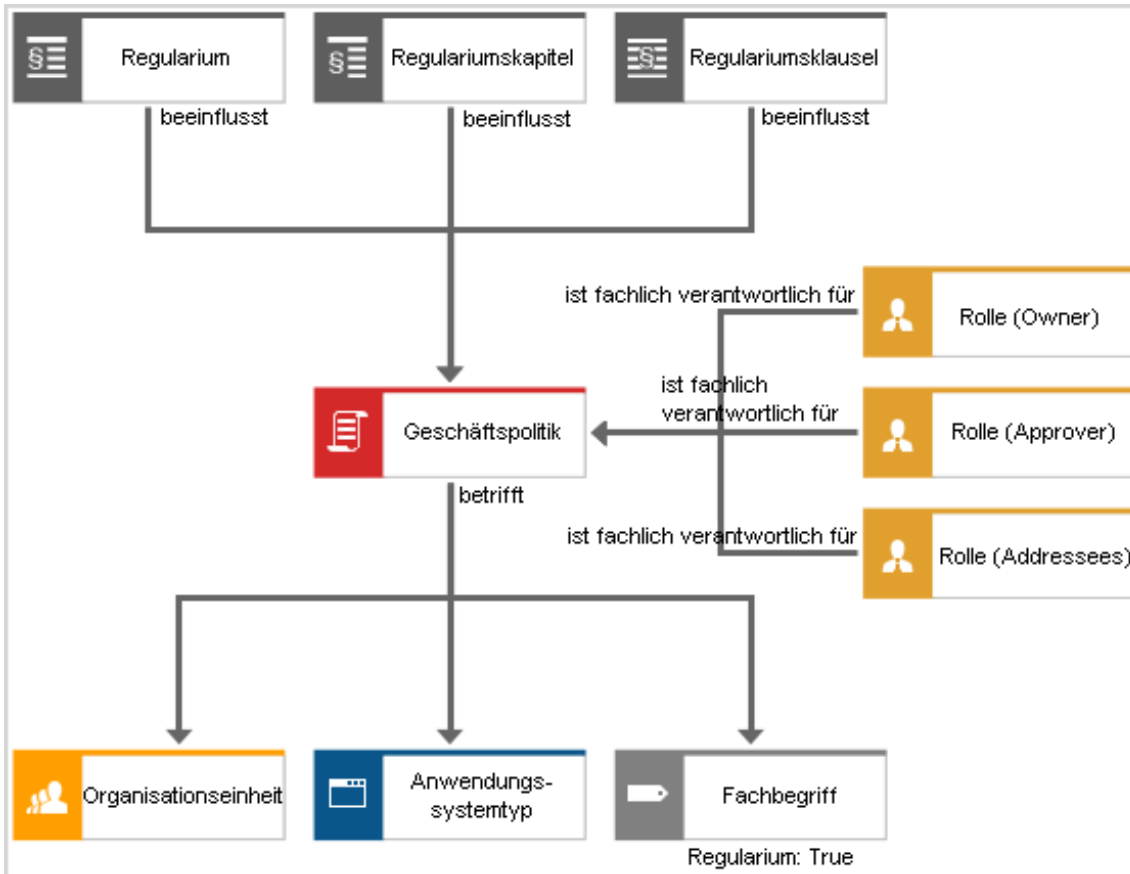 Regularium
Regulariumskapitel
Regulariumsklausel
beeinflusst
beeinflusst
beeinflusst
ist fachlich verantwortlich für
Rolle (Owner)
ist fachlich
verantwortlich für
Geschäftspolitik
Rolle (Approver)
betrifft
ist fachlich verantwortlich für
Rolle (Addressees)
Organisationseinheit
Anwendungs-
systemtyp
Fachbegriff
Regularium: True